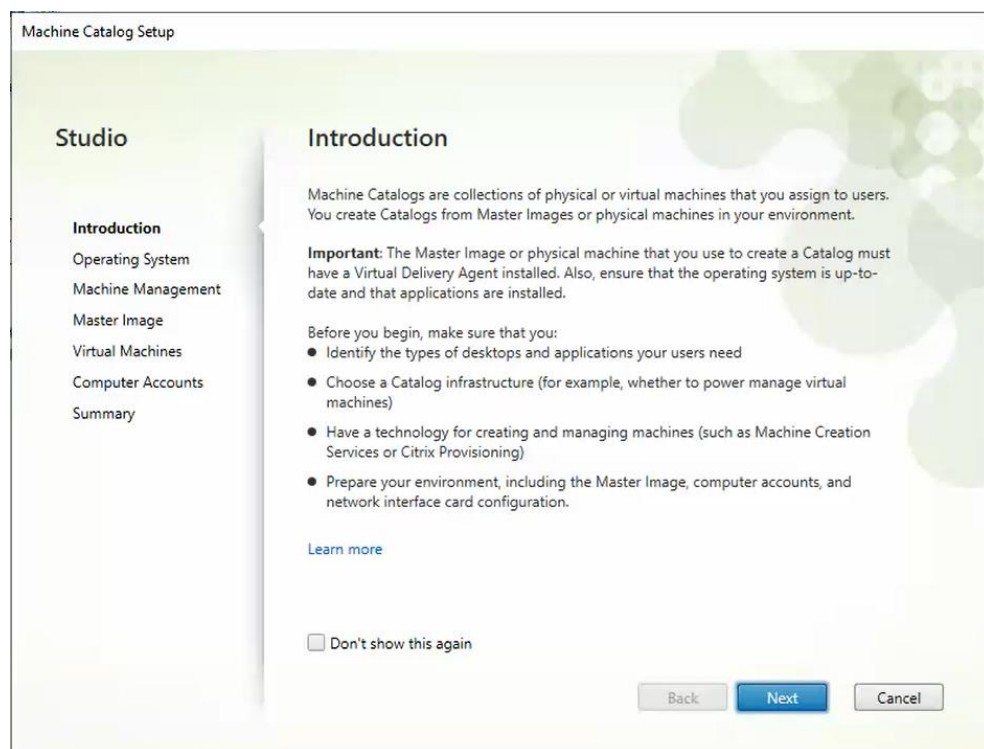 Machine Catalog Setup
Studio
Introduction
Operating System
Machine Management
Master Image
Virtual Machines
Computer Accounts
Summary
Introduction
Machine Catalogs are collections of physical or virtual machines that you assign to users.
You create Catalogs from Master Images or physical machines in your environment.
Important: The Master Image or physical machine that you use to create a Catalog must
have a Virtual Delivery Agent installed. Also, ensure that the operating system is up-to-
date and that applications are installed.
Before you begin, make sure that you:
● Identify the types of desktops and applications your users need
● Choose a Catalog infrastructure (for example, whether to power manage virtual
machines)
● Have a technology for creating and managing machines (such as Machine Creation
Services or Citrix Provisioning)
● Prepare your environment, including the Master Image, computer accounts, and
network interface card configuration.
Learn more
Don't show this again
Back
Next
Cancel